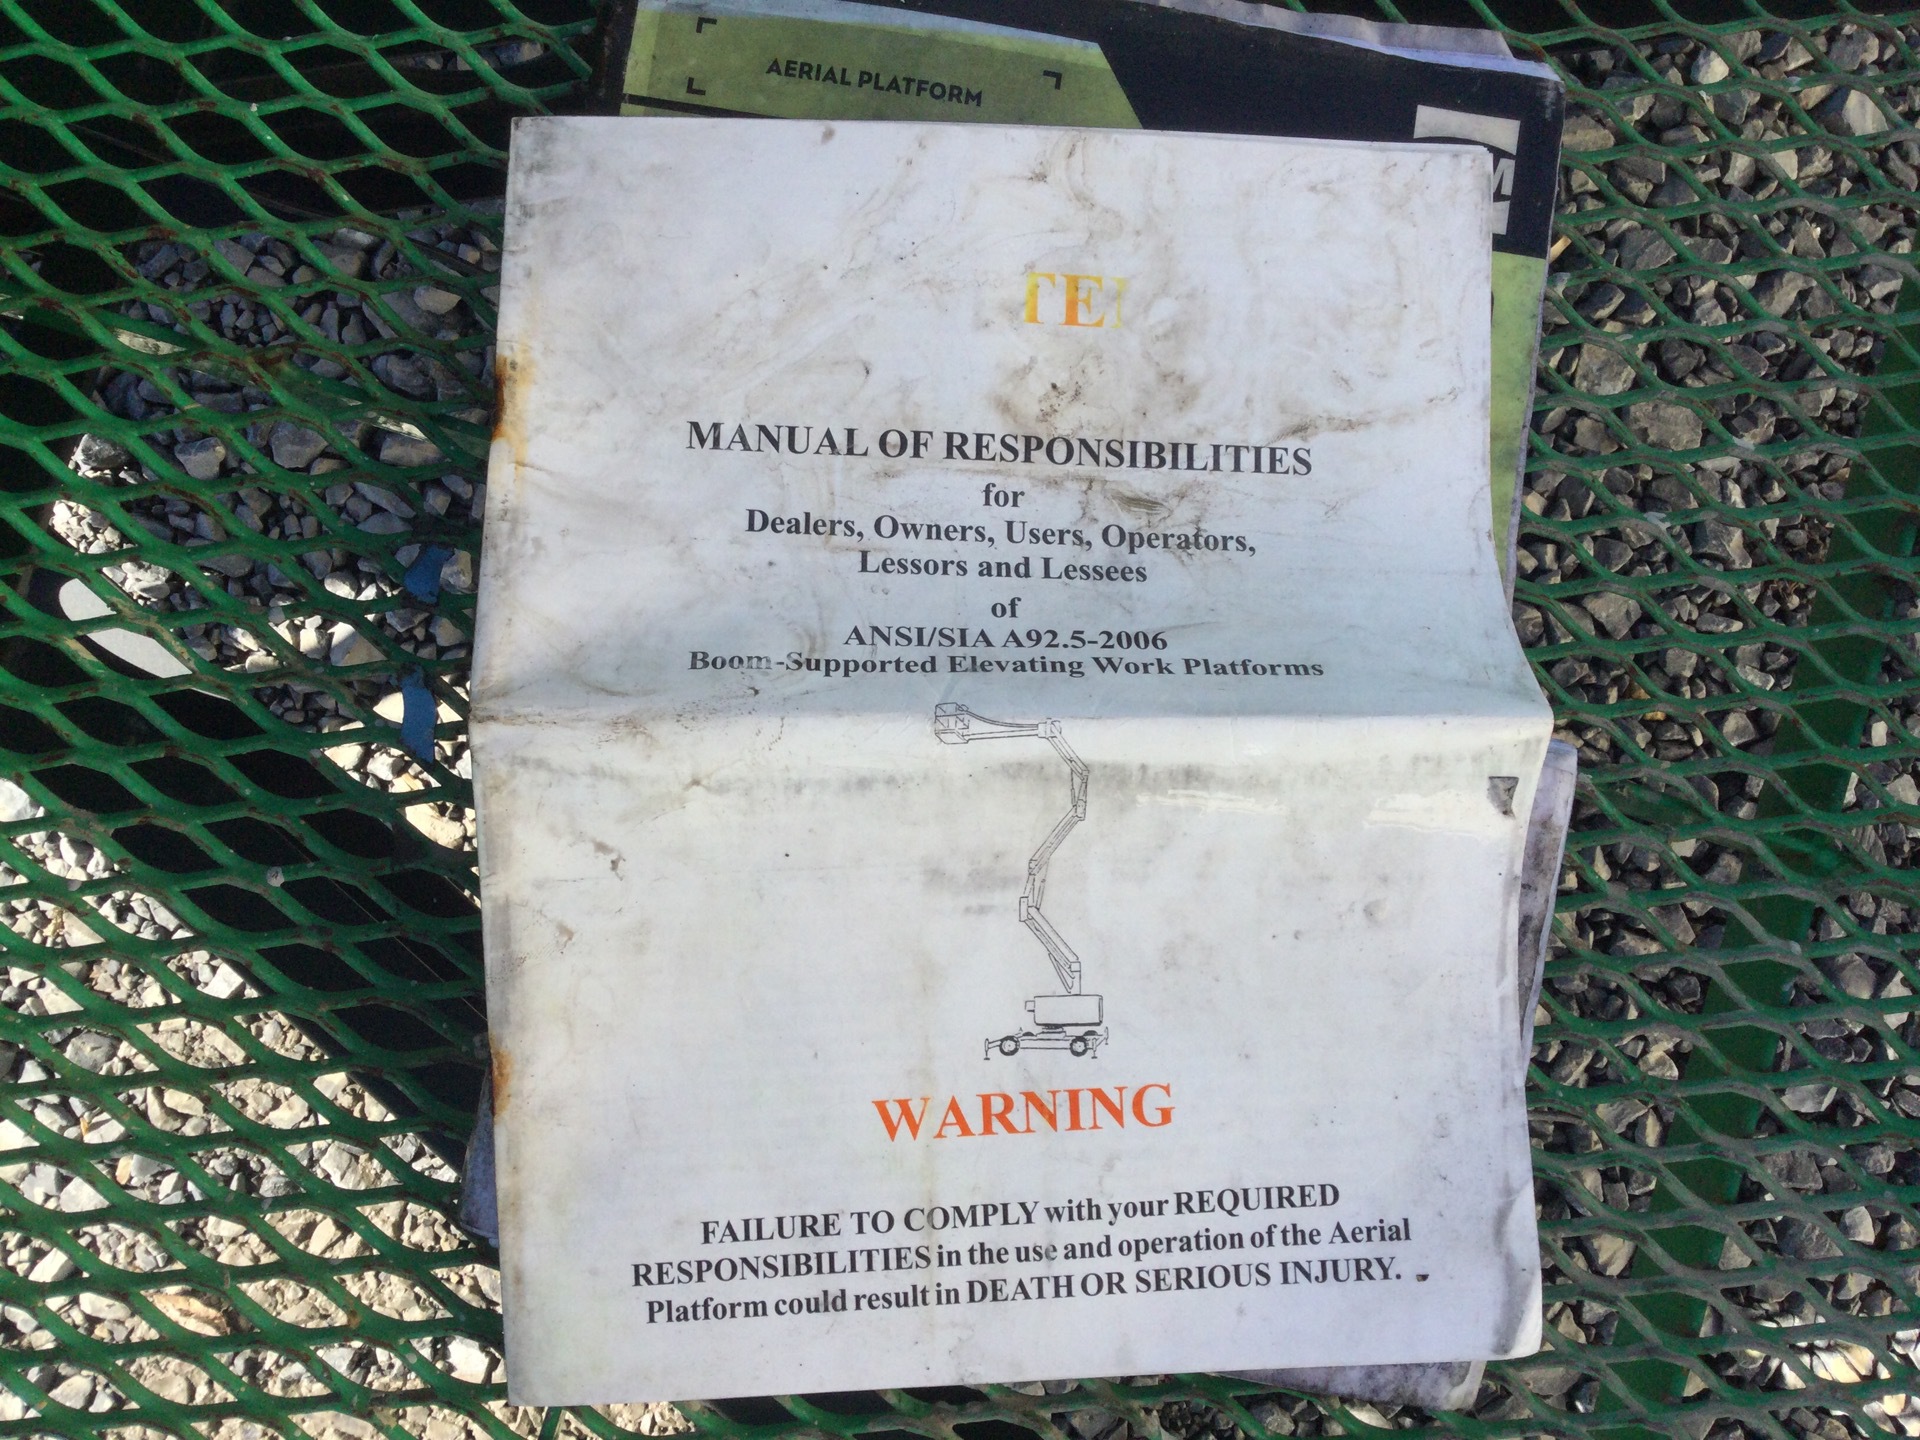 AERIAL PLATFORM
TE
MANUAL OF RESPONSIBILITIES
for
Dealers, Owners, Users, Operators,
Lessors and Lessees
of
ANSI/SIA A92.5-2006
Boom-Supported Elevating Work Platforms
WARNING
FAILURE TO COMPLY with your REQUIRED
RESPONSIBILITIES in the use and operation of the Aerial
Platform could result in DEATH OR SERIOUS INJURY.